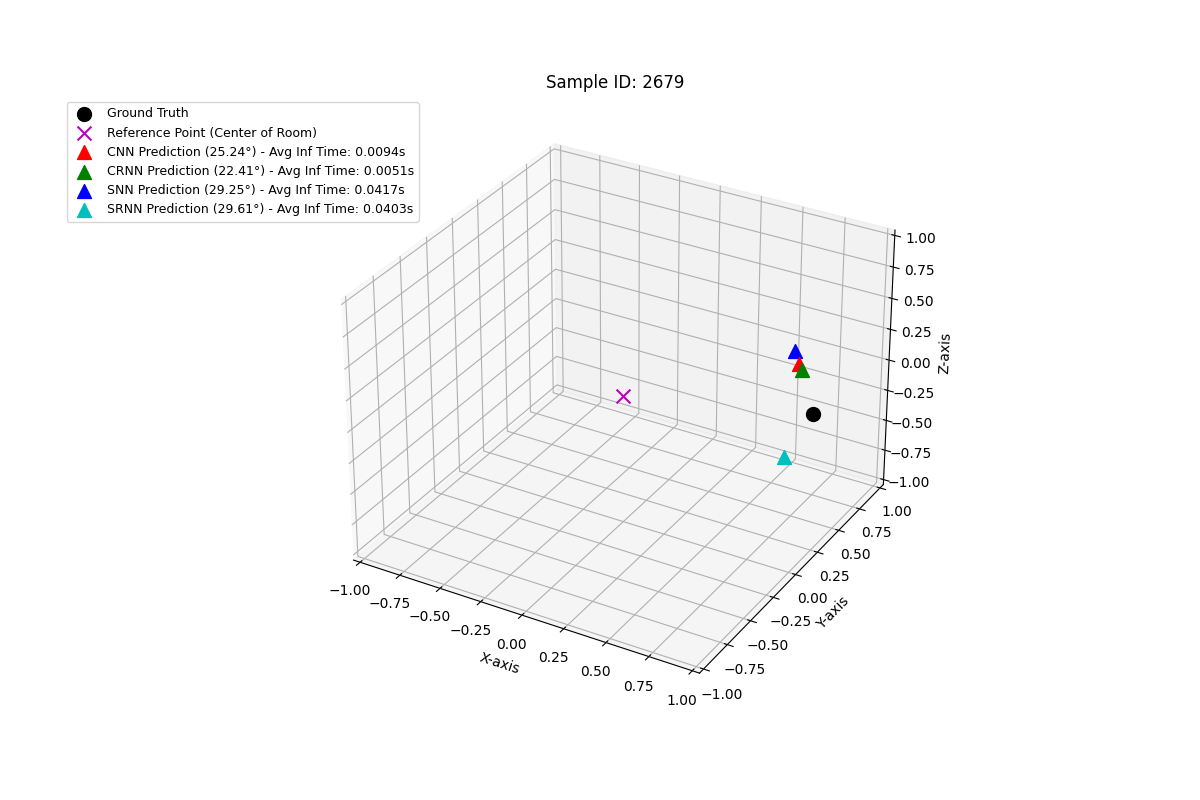 Sample ID: 2679
Ground Truth
Reference Point (Center of Room)
CNN Prediction (25.24°) - Avg Inf Time: 0.0094s
CRNN Prediction (22.41°) - Avg Inf Time: 0.0051s
SNN Prediction (29.25°) - Avg Inf Time: 0.0417s
SRNN Prediction (29.61°) - Avg Inf Time: 0.0403s
1.00
0.75
0.50
0.25
0.00
−0.25
−0.50
−0.75
−1.00
Z-axis
1.00
0.75
0.50
0.25
0.00
−0.25
−0.50
−0.75
−1.00
Y-axis
−1.00
−0.75
−0.50
−0.25
0.00
0.25
0.50
0.75
1.00
X-axis